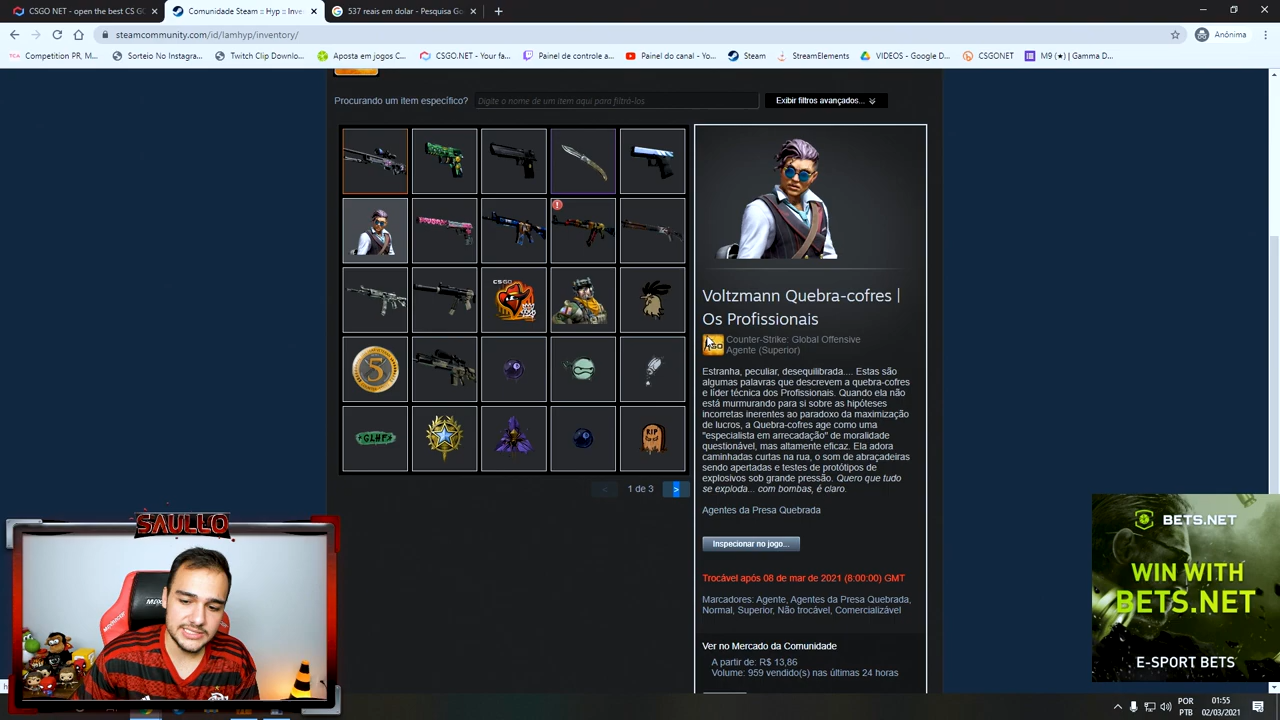 CSGO NET - open the best CS G
Comunidade Steam :: Hyp :: Inve
537 reais em dolar - Pesquisa Go
steamcommunity.com/id/lamhyp/inventory/
Anónima
Competition PR, M...
Sorteio No Instagra...
Twitch Clip Downlo...
Aposta em jogos C...
CSGO.NET - Your fa...
Painel de controle a...
Painel do canal - Yo...
Steam
StreamElements
VIDEOS - Google D...
CSGONET
M9 (★) | Gamma D...
Procurando um item específico?
Digite o nome de um item aqui para filtrá-los
Exibir filtros avançados...
Voltzmann Quebra-cofres |
Os Profissionais
Counter-Strike: Global Offensive
Agente (Superior)
Estranha, peculiar, desequilibrada.... Estas são
algumas palavras que descrevem a quebra-cofres
e líder técnica dos Profissionais. Quando ela não
está murmurando para si sobre as hipóteses
incorretas inerentes ao paradoxo da maximização
de lucros, a Quebra-cofres age como uma
"especialista em arrecadação" de moralidade
questionável, mas altamente eficaz. Ela adora
caminhadas curtas na rua, o som de abraçadeiras
sendo apertadas e testes de protótipos de
explosivos sob grande pressão. Quero que tudo
se exploda... com bombas, é claro.
Agentes da Presa Quebrada
Inspecionar no jogo...
Trocável após 08 de mar de 2021 (8:00:00) GMT
Marcadores: Agente, Agentes da Presa Quebrada,
Normal, Superior, Não trocável, Comercializável
Ver no Mercado da Comunidade
A partir de: R$ 13,86
Volume: 959 vendido(s) nas últimas 24 horas
CS:GO
5
GLHF
RIP
< 1 de 3 >
SAULLO
BETS.NET
WIN WITH
BETS.NET
E-SPORT BETS
POR
PTB
01:55
02/03/2021